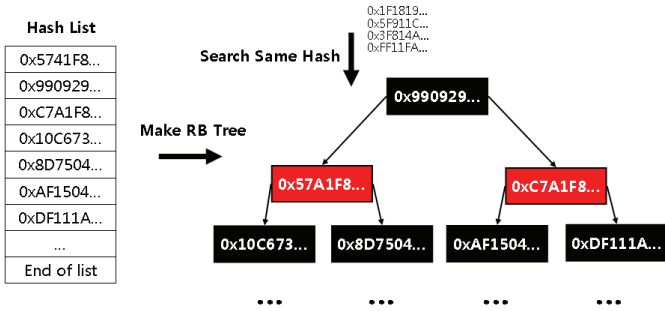 Hash List
0x5741F8...
0x990929...
0xC7A1F8...
0x10C673...
0x8D7504...
0xAF1504...
0xDF111A...
...
End of list
Make RB Tree
Search Same Hash
0x1F1819...
0x5F911C...
0x3F814A...
0xFF11FA...
0x990929...
0x57A1F8...
0xC7A1F8...
0x10C673...
0x8D7504...
0xAF1504...
0xDF111A...
... ... ... ...